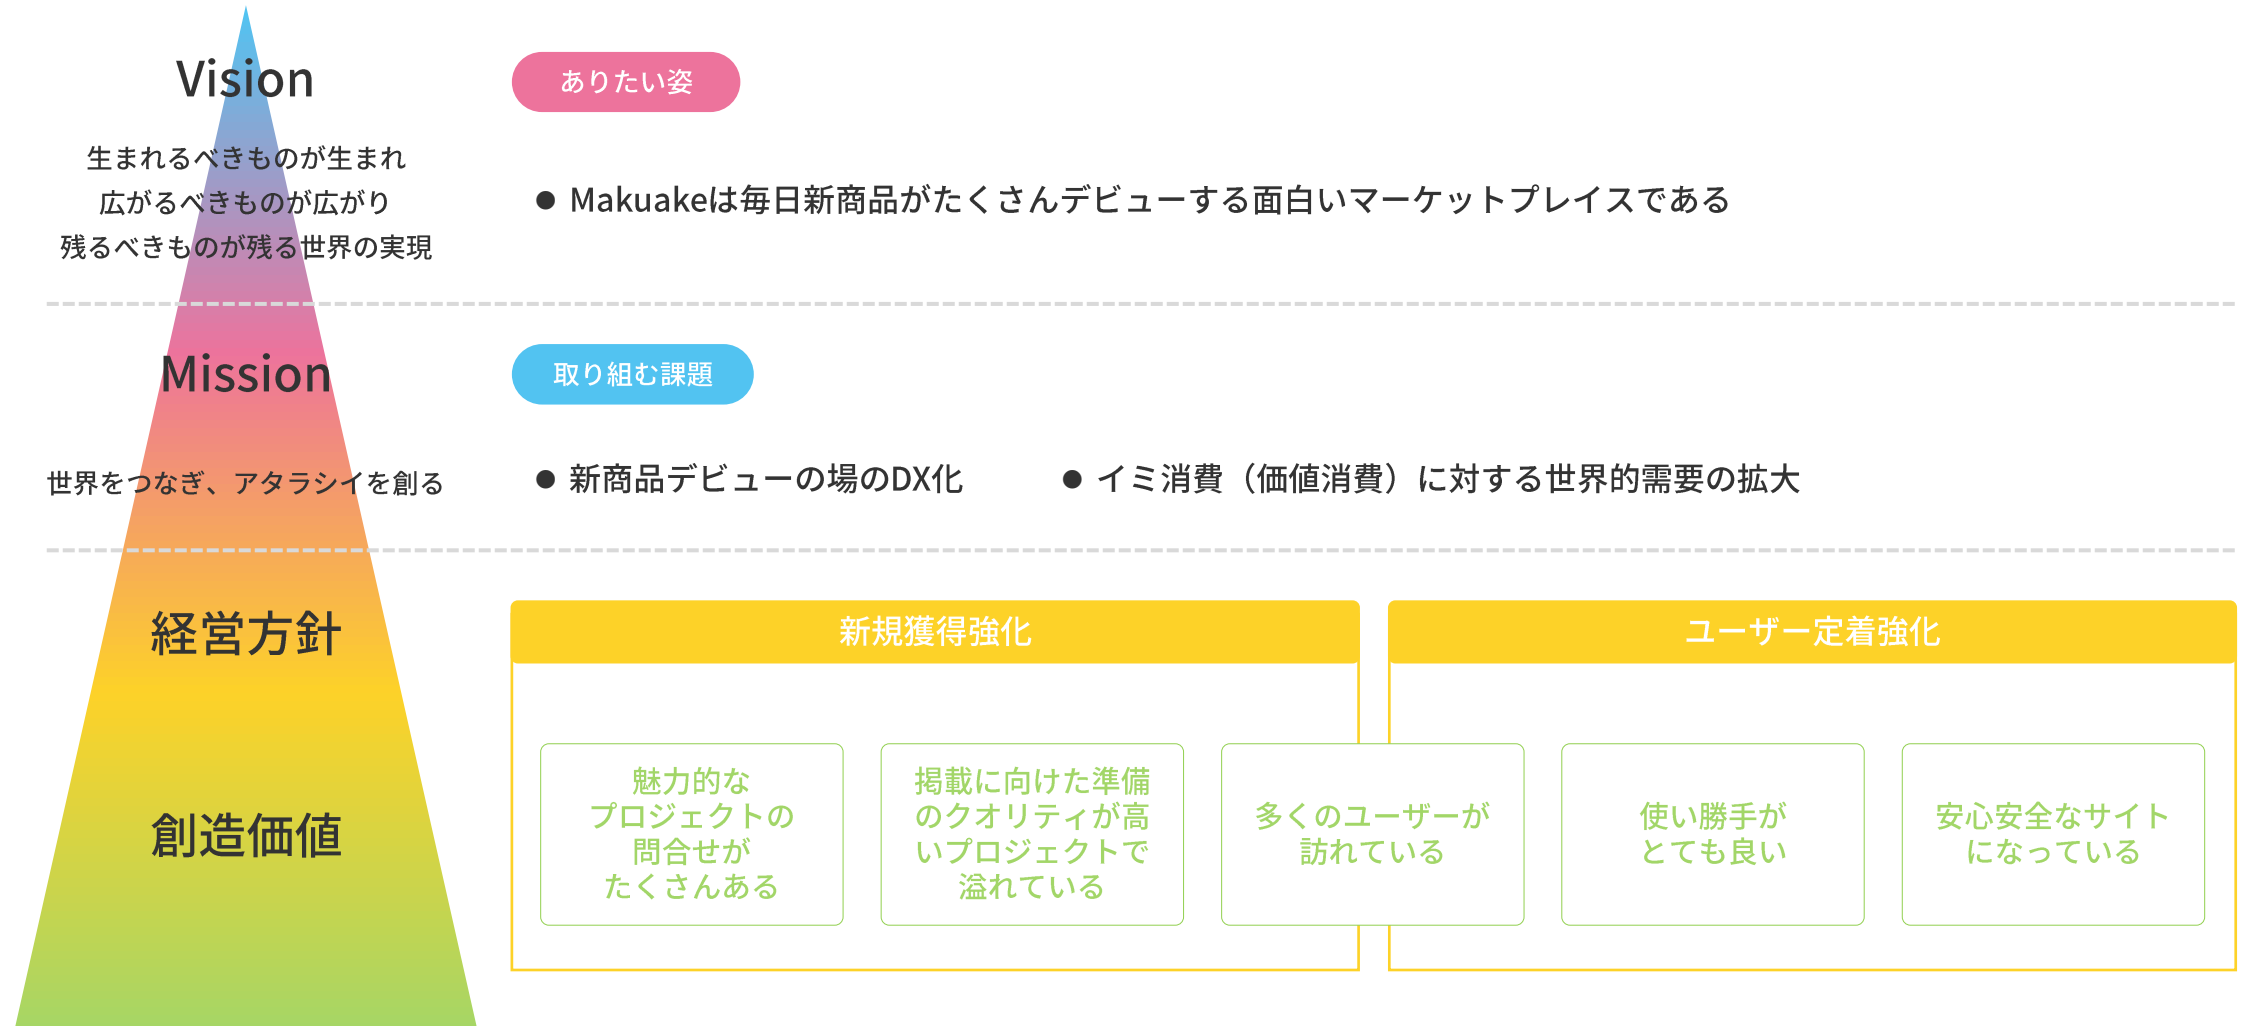 Vision
生まれるべきものが生まれ
広がるべきものが広がり
残るべきものが残る世界の実現
ありたい姿
● Makuakeは毎日新商品がたくさんデビューする面白いマーケットプレイスである
Mission
世界をつなぎ、アタラシイを創る
取り組む課題
● 新商品デビューの場のDX化
● イミ消費（価値消費）に対する世界的需要の拡大
経営方針
新規獲得強化
ユーザー定着強化
創造価値
魅力的な
プロジェクトの
問合せが
たくさんある
掲載に向けた準備
のクオリティが高
いプロジェクトで
溢れている
多くのユーザーが
訪れている
使い勝手が
とても良い
安心安全なサイト
になっている